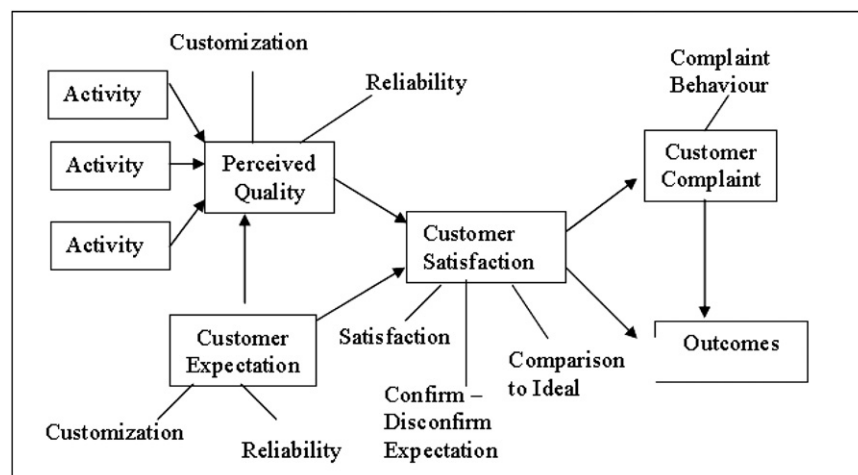 Customization
Reliability
Complaint
Behaviour
Activity
Activity
Activity
Perceived
Quality
Customer
Complaint
Customer
Satisfaction
Customer
Expectation
Satisfaction
Outcomes
Comparison
to Ideal
Confirm –
Disconfirm
Expectation
Customization
Reliability